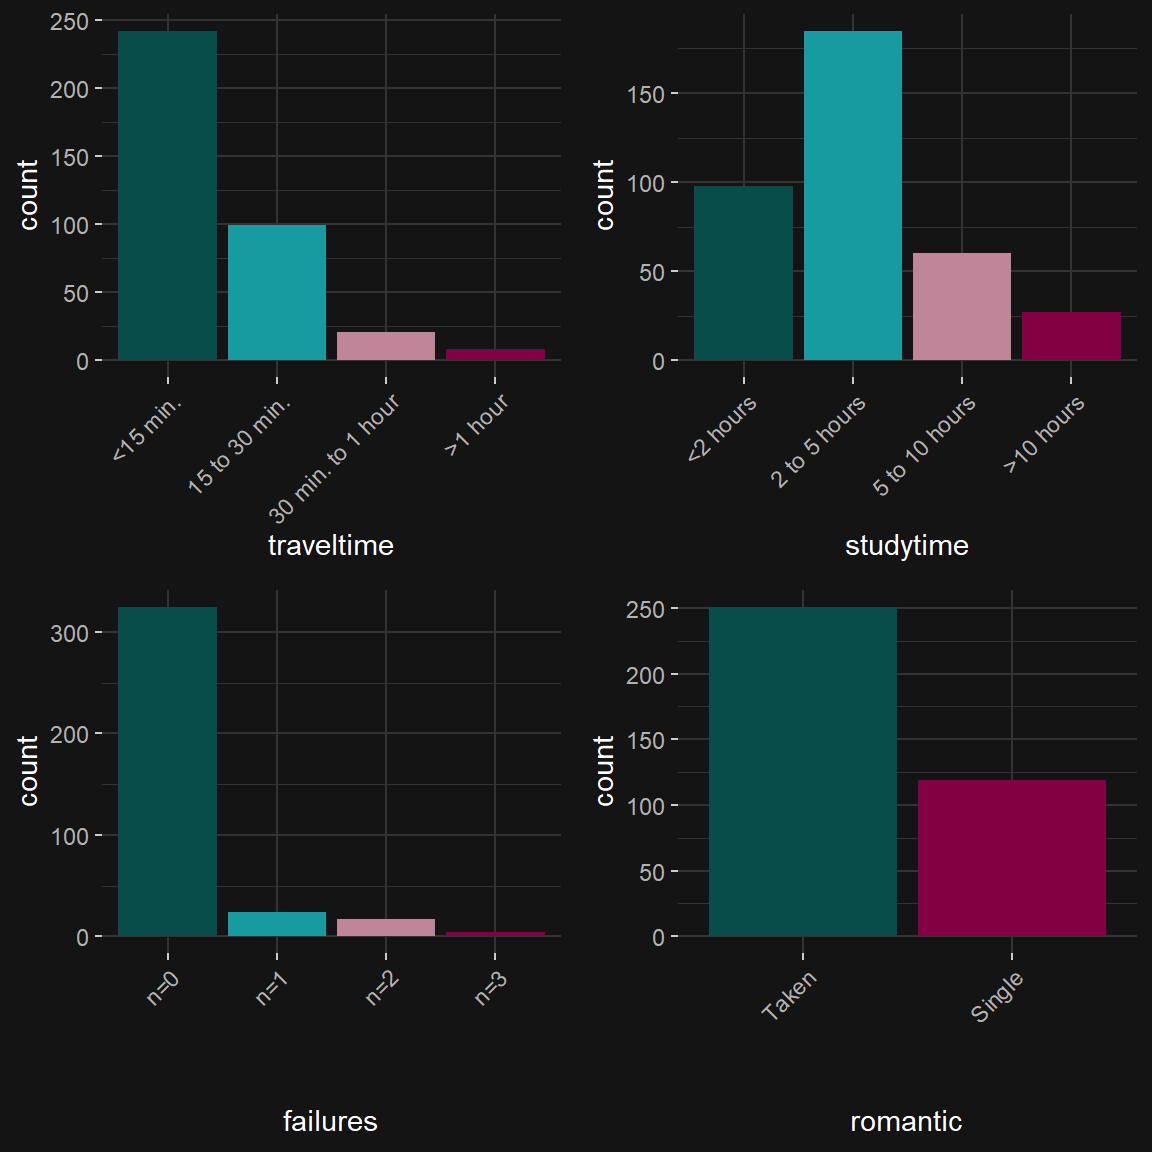 count
250
200
150
100
50
0
<15 min.
15 to 30 min.
30 min. to 1 hour
>1 hour
traveltime
count
150
100
50
0
<2 hours
2 to 5 hours
5 to 10 hours
>10 hours
studytime
count
300
200
100
0
n=0
n=1
n=2
n=3
failures
count
250
200
150
100
50
0
Taken
Single
romantic